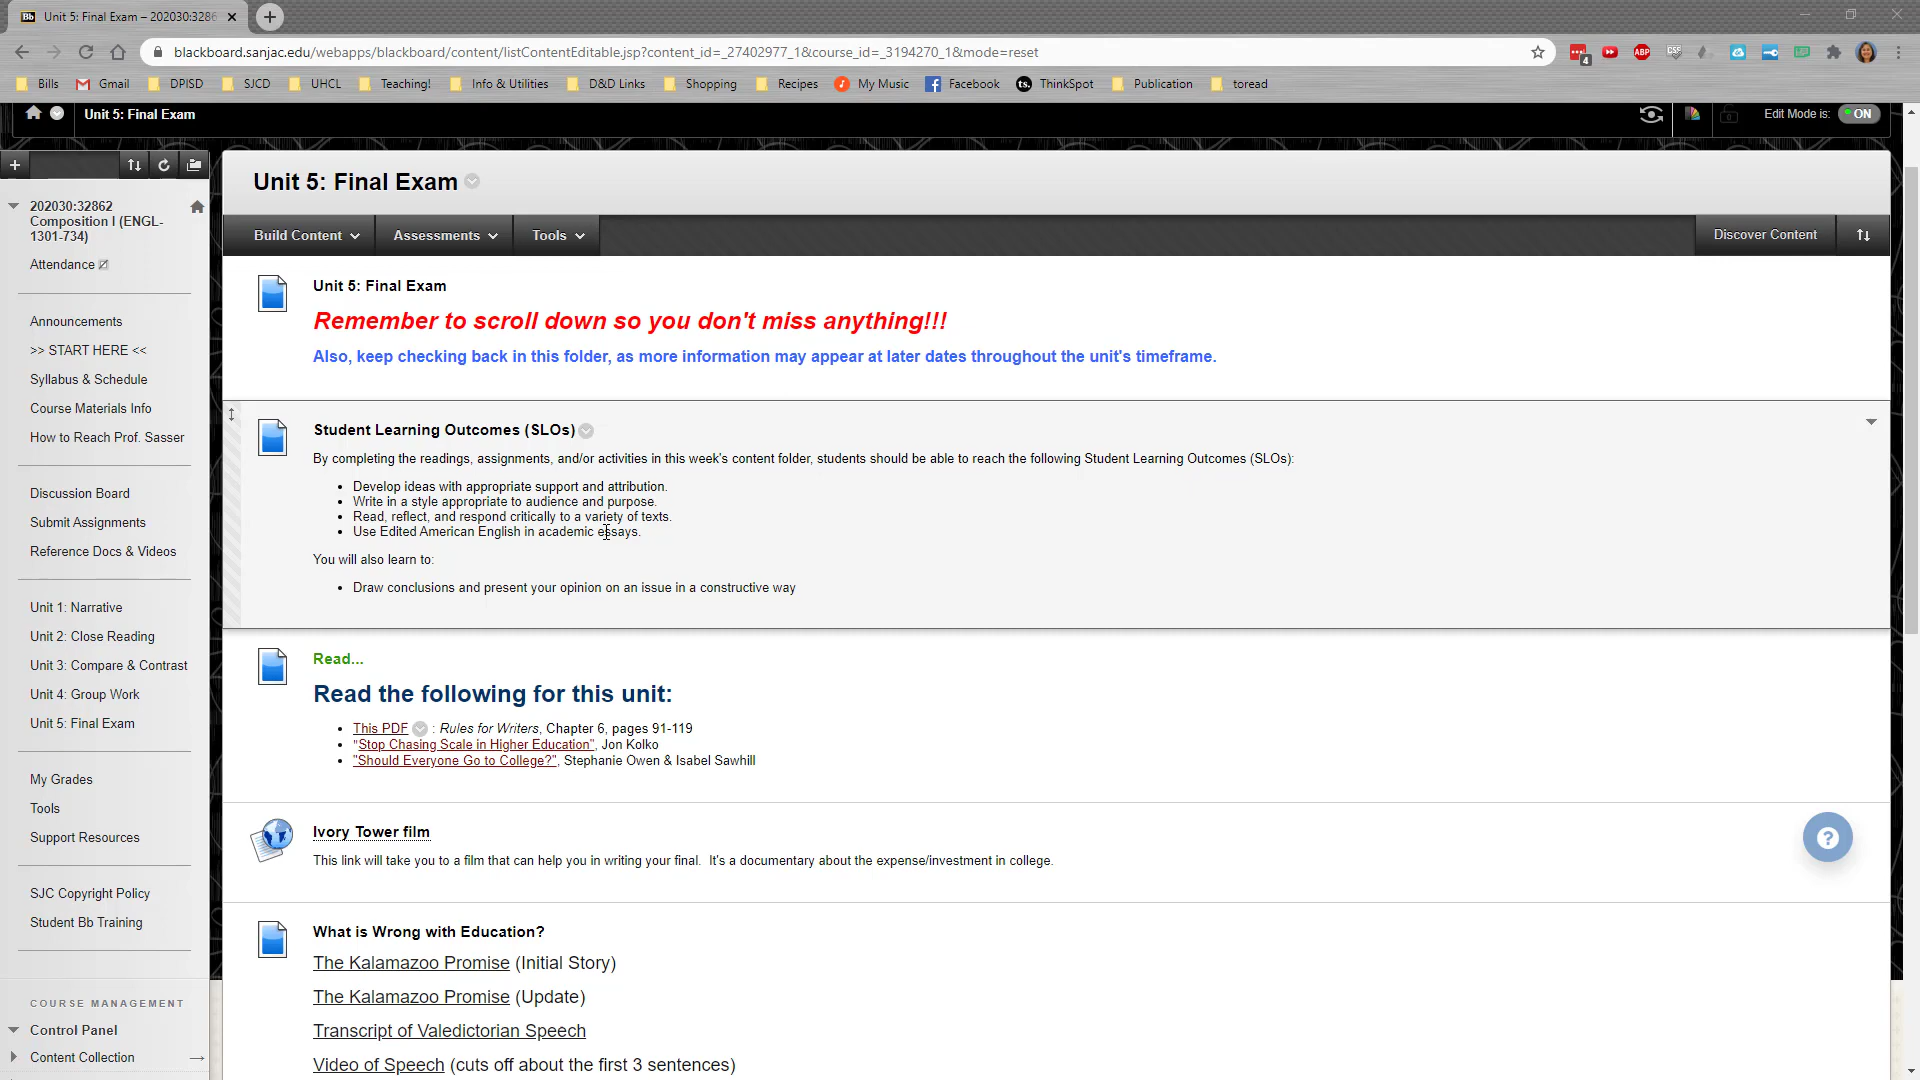 Unit 5: Final Exam – 202030:3286
blackboard.sanjac.edu/webapps/blackboard/content/listContentEditable.jsp?content_id=_27402977_1&course_id=_3194270_1&mode=reset
ABP
4
Bills
Gmail
DPISD
SJCD
UHCL
Teaching!
Info & Utilities
D&D Links
Shopping
Recipes
My Music
Facebook
ts.
ThinkSpot
Publication
toread
Unit 5: Final Exam
Edit Mode is:
ON
Unit 5: Final Exam
Build Content
Assessments
Tools
Discover Content
202030:32862
Composition I (ENGL-
1301-734)
Attendance
Announcements
>> START HERE <<
Syllabus & Schedule
Course Materials Info
How to Reach Prof. Sasser
Discussion Board
Submit Assignments
Reference Docs & Videos
Unit 1: Narrative
Unit 2: Close Reading
Unit 3: Compare & Contrast
Unit 4: Group Work
Unit 5: Final Exam
My Grades
Tools
Support Resources
SJC Copyright Policy
Student Bb Training
COURSE MANAGEMENT
Control Panel
Content Collection
Unit 5: Final Exam
Remember to scroll down so you don't miss anything!!!
Also, keep checking back in this folder, as more information may appear at later dates throughout the unit's timeframe.
Student Learning Outcomes (SLOs)
By completing the readings, assignments, and/or activities in this week's content folder, students should be able to reach the following Student Learning Outcomes (SLOs):
• Develop ideas with appropriate support and attribution.
• Write in a style appropriate to audience and purpose.
• Read, reflect, and respond critically to a variety of texts.
• Use Edited American English in academic essays.
You will also learn to:
• Draw conclusions and present your opinion on an issue in a constructive way
Read...
Read the following for this unit:
• This PDF : Rules for Writers, Chapter 6, pages 91-119
• "Stop Chasing Scale in Higher Education", Jon Kolko
• "Should Everyone Go to College?", Stephanie Owen & Isabel Sawhill
Ivory Tower film
This link will take you to a film that can help you in writing your final. It's a documentary about the expense/investment in college.
?
What is Wrong with Education?
The Kalamazoo Promise (Initial Story)
The Kalamazoo Promise (Update)
Transcript of Valedictorian Speech
Video of Speech (cuts off about the first 3 sentences)